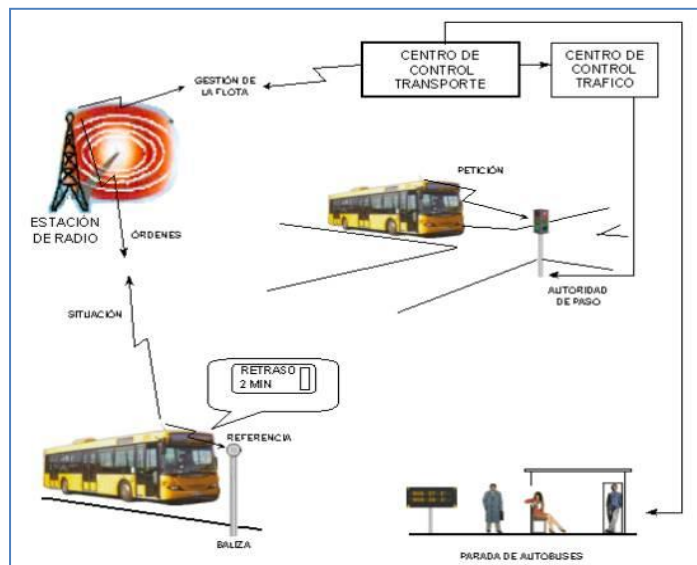 CENTRO DE
CONTROL
TRANSPORTE
CENTRO DE
CONTROL
TRAFICO
GESTIÓN DE
LA FLOTA
PETICIÓN
ESTACIÓN
DE RADIO
ÓRDENES
AUTORIDAD
DE PASO
SITUACIÓN
RETRASO
2 MIN
REFERENCIA
BALIZA
PARADA DE AUTOBUSES